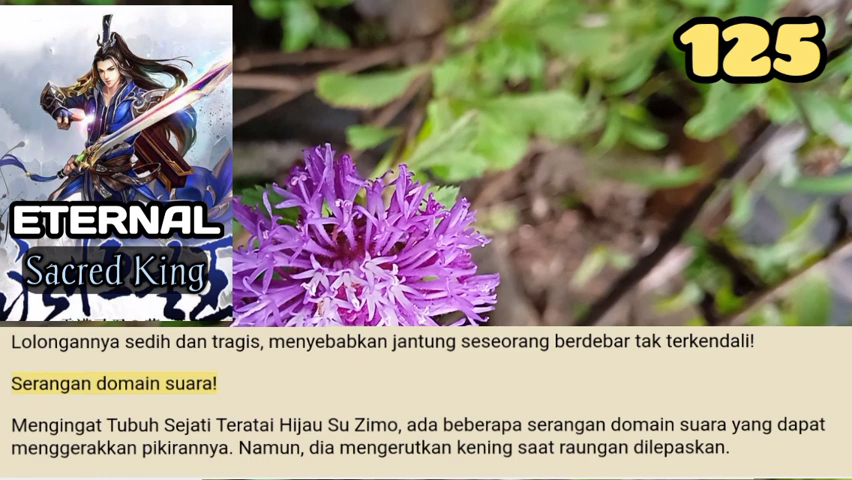 125
ETERNAL
Sacred King
Lolongannya sedih dan tragis, menyebabkan jantung seseorang berdebar tak terkendali!
Serangan domain suara!
Mengingat Tubuh Sejati Teratai Hijau Su Zimo, ada beberapa serangan domain suara yang dapat
menggerakkan pikirannya. Namun, dia mengerutkan kening saat raungan dilepaskan.